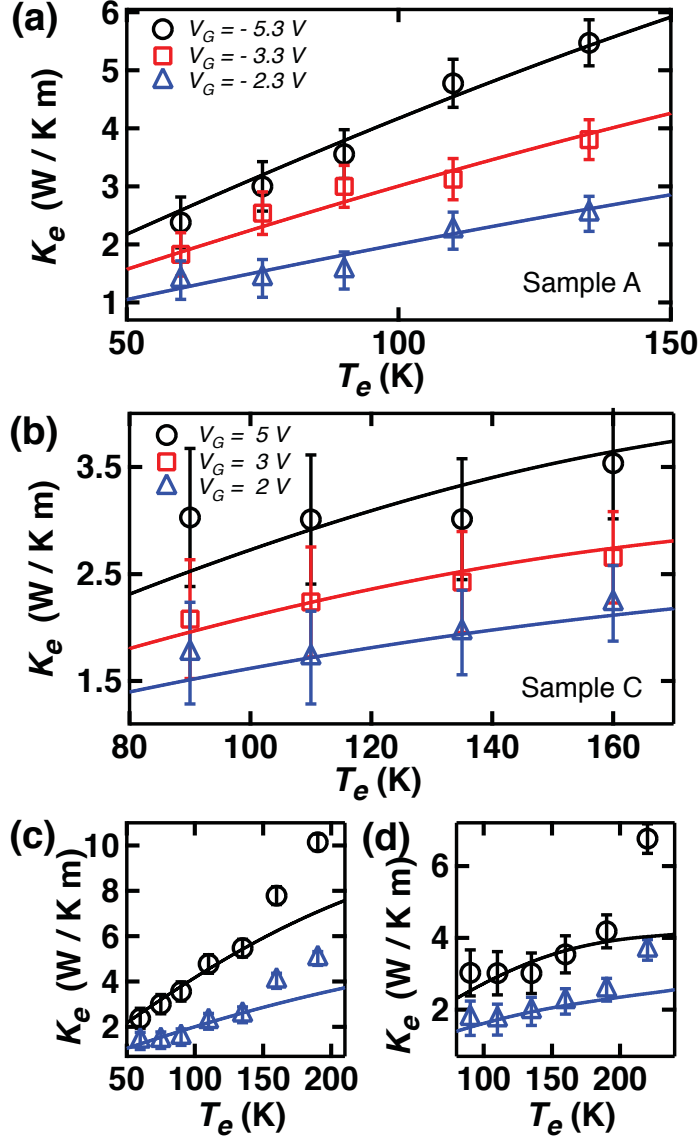 (a)
V_G = - 5.3 V
V_G = - 3.3 V
V_G = - 2.3 V
K_e (W / K m)
6
5
4
3
2
1
Sample A
50
100
150
T_e (K)
(b)
V_G = 5 V
V_G = 3 V
V_G = 2 V
K_e (W / K m)
3.5
2.5
1.5
Sample C
80
100
120
140
160
T_e (K)
(c)
K_e (W / K m)
10
8
6
4
2
50
100
150
200
T_e (K)
(d)
K_e (W / K m)
6
4
2
100
150
200
T_e (K)